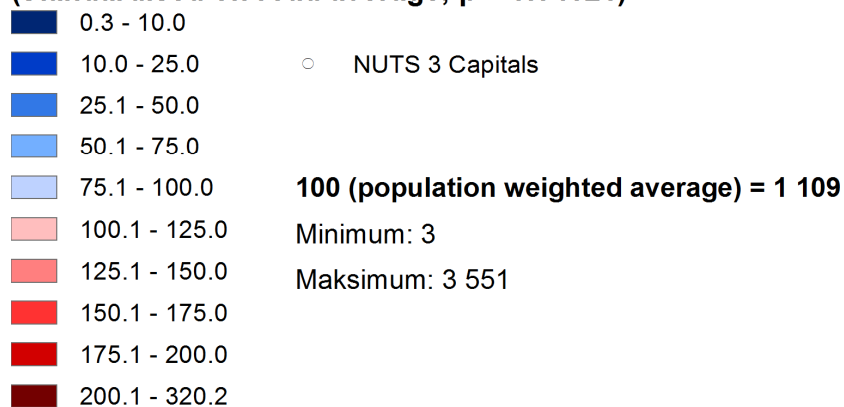 0.3 - 10.0
10.0 - 25.0
NUTS 3 Capitals
25.1 - 50.0
50.1 - 75.0
75.1 - 100.0
100 (population weighted average) = 1 109
100.1 - 125.0
Minimum: 3
125.1 - 150.0
Maksimum: 3 551
150.1 - 175.0
175.1 - 200.0
200.1 - 320.2